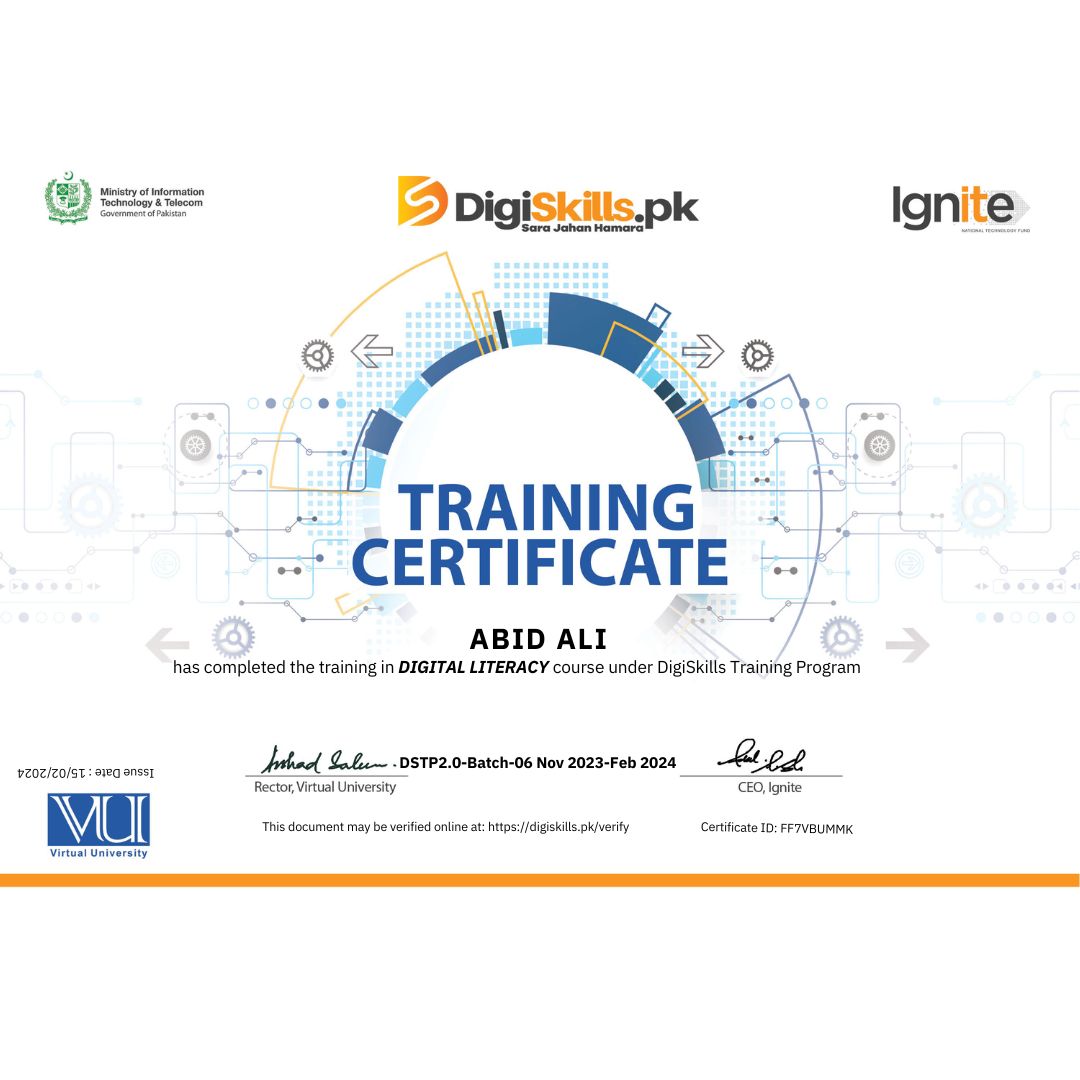 Ministry of Information
Technology & Telecom
Government of Pakistan
DigiSkills.pk
Sara Jahan Hamara
Ignite
NATIONAL TECHNOLOGY FUND
TRAINING
CERTIFICATE
ABID ALI
has completed the training in DIGITAL LITERACY course under DigiSkills Training Program
DSTP2.0-Batch-06 Nov 2023-Feb 2024
Rector, Virtual University
CEO, Ignite
Issue Date : 15/02/2024
VU
Virtual University
This document may be verified online at: https://digiskills.pk/verify
Certificate ID: FF7VBUMMK